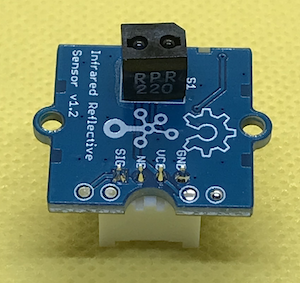 RPR
220
S1
Infrared Reflective
Sensor v1.2
SIG
NC
VCC
GND